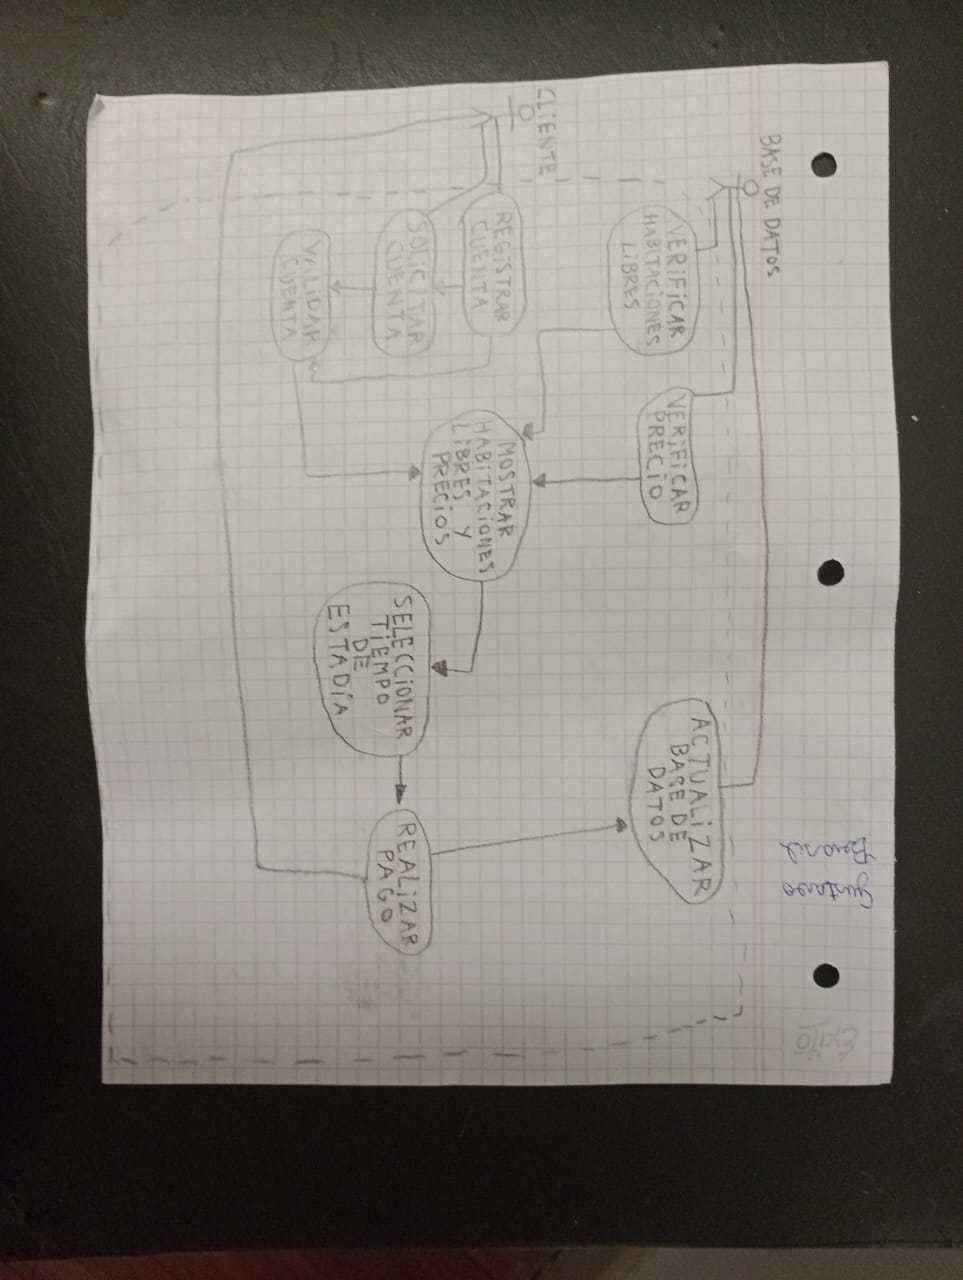 BASE DE DATOS
CLIENTE
VERIFICAR
HABITACIONES
LIBRES
VERIFICAR
PRECIO
ACTUALIZAR
BASE DE
DATOS
REGISTRAR
CUENTA
SOLICITAR
CUENTA
VALIDAR
CUENTA
MOSTRAR
HABITACIONES
LIBRES Y
PRECIOS
SELECCIONAR
TIEMPO
DE
ESTADÍA
REALIZAR
PAGO
Gustavo
Éxito